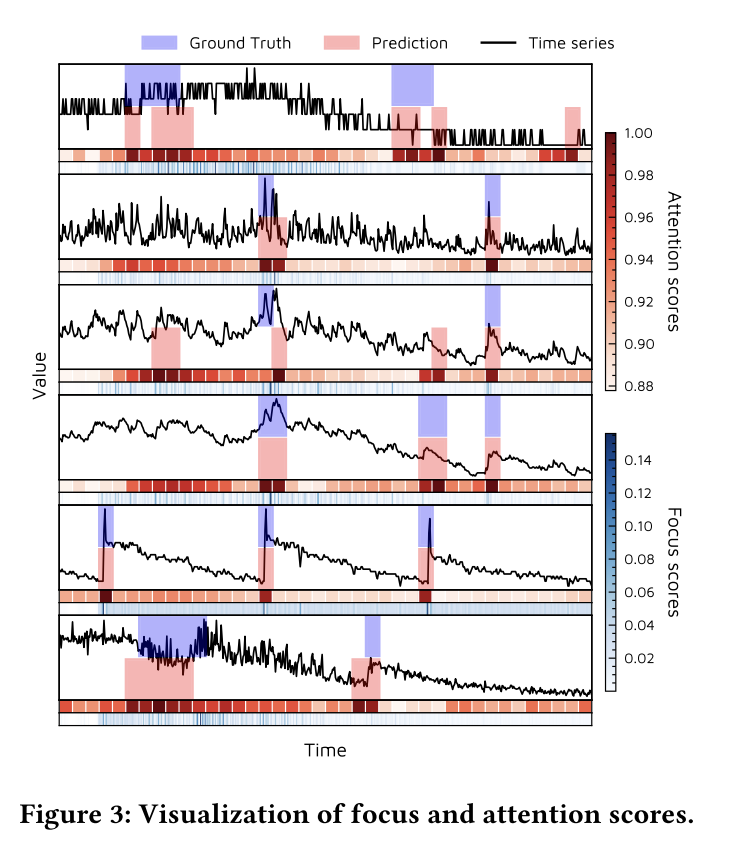 Ground Truth Prediction Time series
Value
1.00
0.98
0.96
0.94
0.92
0.90
0.88
Attention scores
0.14
0.12
0.10
0.08
0.06
0.04
0.02
Focus scores
Time
Figure 3: Visualization of focus and attention scores.